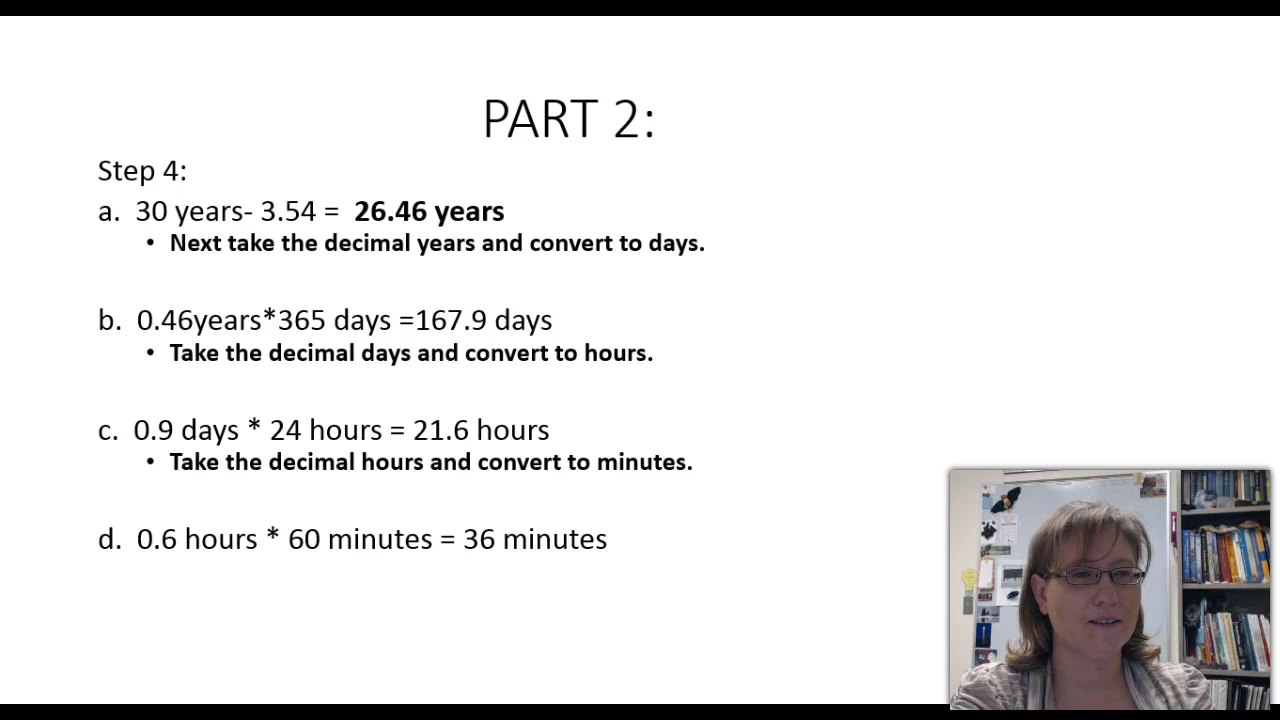 PART 2:
Step 4:
a. 30 years- 3.54 = 26.46 years
• Next take the decimal years and convert to days.
b. 0.46years*365 days =167.9 days
• Take the decimal days and convert to hours.
c. 0.9 days * 24 hours = 21.6 hours
• Take the decimal hours and convert to minutes.
d. 0.6 hours * 60 minutes = 36 minutes